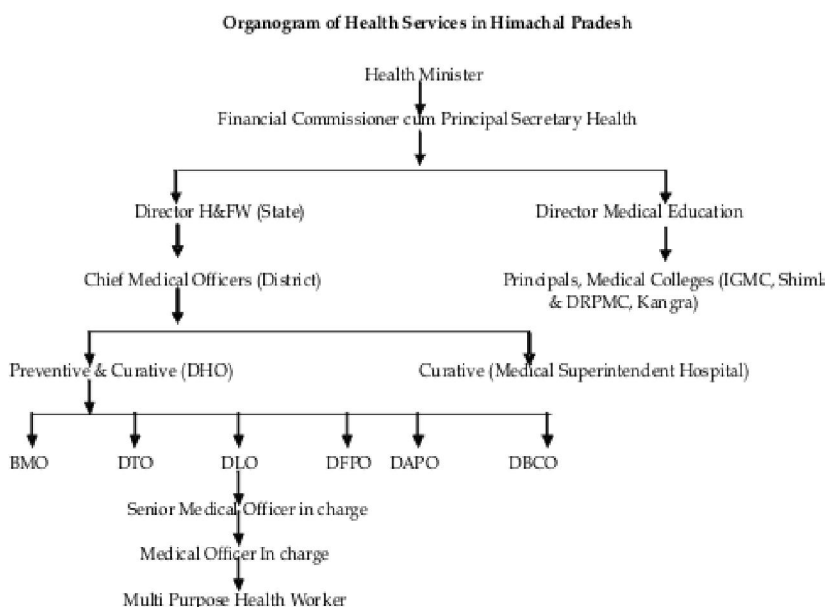 Organogram of Health Services in Himachal Pradesh
Health Minister
Financial Commissioner cum Principal Secretary Health
Director H&FW (State)
Director Medical Education
Chief Medical Officers (District)
Principals, Medical Colleges (IGMC, Shiml
& DRPMC, Kangra)
Preventive & Curative (DHO)
Curative (Medical Superintendent Hospital)
BMO DTO DLO DFPO DAPO DBCO
Senior Medical Officer in charge
Medical Officer In charge
Multi Purpose Health Worker